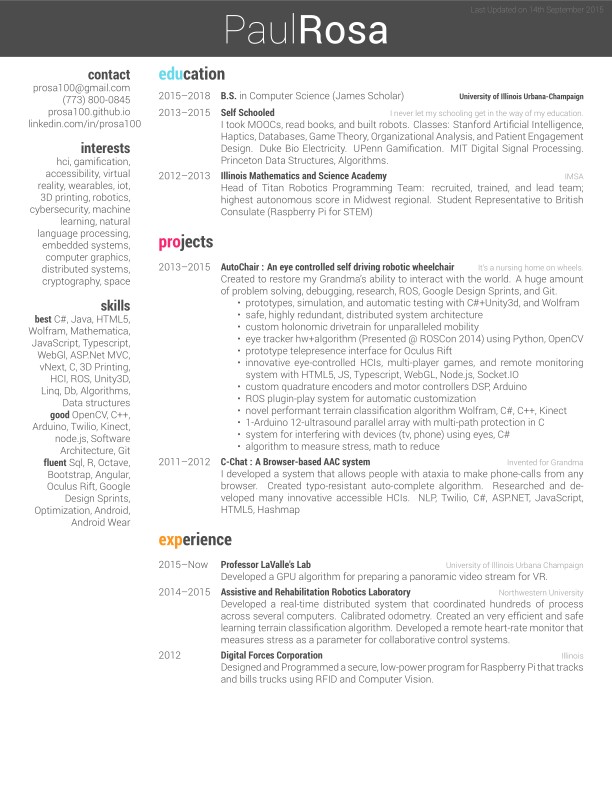 Last Updated on 14th September 2015
PaulRosa
contact
prosa100@gmail.com
(773) 800-0845
prosa100.github.io
linkedin.com/in/prosa100
interests
hci, gamification,
accessibility, virtual
reality, wearables, iot,
3D printing, robotics,
cybersecurity, machine
learning, natural
language processing,
embedded systems,
computer graphics,
distributed systems,
cryptography, space
skills
best C#, Java, HTML5,
Wolfram, Mathematica,
JavaScript, Typescript,
WebGl, ASP.Net MVC,
vNext, C, 3D Printing,
HCI, ROS, Unity3D,
Linq, Db, Algorithms,
Data structures
good OpenCV, C++,
Arduino, Twilio, Kinect,
node.js, Software
Architecture, Git
fluent Sql, R, Octave,
Bootstrap, Angular,
Oculus Rift, Google
Design Sprints,
Optimization, Android,
Android Wear
education
2015–2018 B.S. in Computer Science (James Scholar) University of Illinois Urbana-Champaign
2013–2015 Self Schooled I never let my schooling get in the way of my education.
I took MOOCs, read books, and built robots. Classes: Stanford Artificial Intelligence,
Haptics, Databases, Game Theory, Organizational Analysis, and Patient Engagement
Design. Duke Bio Electricity. UPenn Gamification. MIT Digital Signal Processing.
Princeton Data Structures, Algorithms.
2012–2013 Illinois Mathematics and Science Academy IMSA
Head of Titan Robotics Programming Team: recruited, trained, and lead team;
highest autonomous score in Midwest regional. Student Representative to British
Consulate (Raspberry Pi for STEM)
projects
2013–2015 AutoChair : An eye controlled self driving robotic wheelchair It's a nursing home on wheels.
Created to restore my Grandma's ability to interact with the world. A huge amount
of problem solving, debugging, research, ROS, Google Design Sprints, and Git.
• prototypes, simulation, and automatic testing with C#+Unity3d, and Wolfram
• safe, highly redundant, distributed system architecture
• custom holonomic drivetrain for unparalleled mobility
• eye tracker hw+algorithm (Presented @ ROSCon 2014) using Python, OpenCV
• prototype telepresence interface for Oculus Rift
• innovative eye-controlled HCIs, multi-player games, and remote monitoring
system with HTML5, JS, Typescript, WebGL, Node.js, Socket.IO
• custom quadrature encoders and motor controllers DSP, Arduino
• ROS plugin-play system for automatic customization
• novel performant terrain classification algorithm Wolfram, C#, C++, Kinect
• 1-Arduino 12-ultrasound parallel array with multi-path protection in C
• system for interfering with devices (tv, phone) using eyes, C#
• algorithm to measure stress, math to reduce
2011–2012 C-Chat : A Browser-based AAC system Invented for Grandma
I developed a system that allows people with ataxia to make phone-calls from any
browser. Created typo-resistant auto-complete algorithm. Researched and de-
veloped many innovative accessible HCIs. NLP, Twilio, C#, ASP.NET, JavaScript,
HTML5, Hashmap
experience
2015–Now Professor LaValle's Lab University of Illinois Urbana Champaign
Developed a GPU algorithm for preparing a panoramic video stream for VR.
2014–2015 Assistive and Rehabilitation Robotics Laboratory Northwestern University
Developed a real-time distributed system that coordinated hundreds of process
across several computers. Calibrated odometry. Created an very efficient and safe
learning terrain classification algorithm. Developed a remote heart-rate monitor that
measures stress as a parameter for collaborative control systems.
2012 Digital Forces Corporation Illinois
Designed and Programmed a secure, low-power program for Raspberry Pi that tracks
and bills trucks using RFID and Computer Vision.